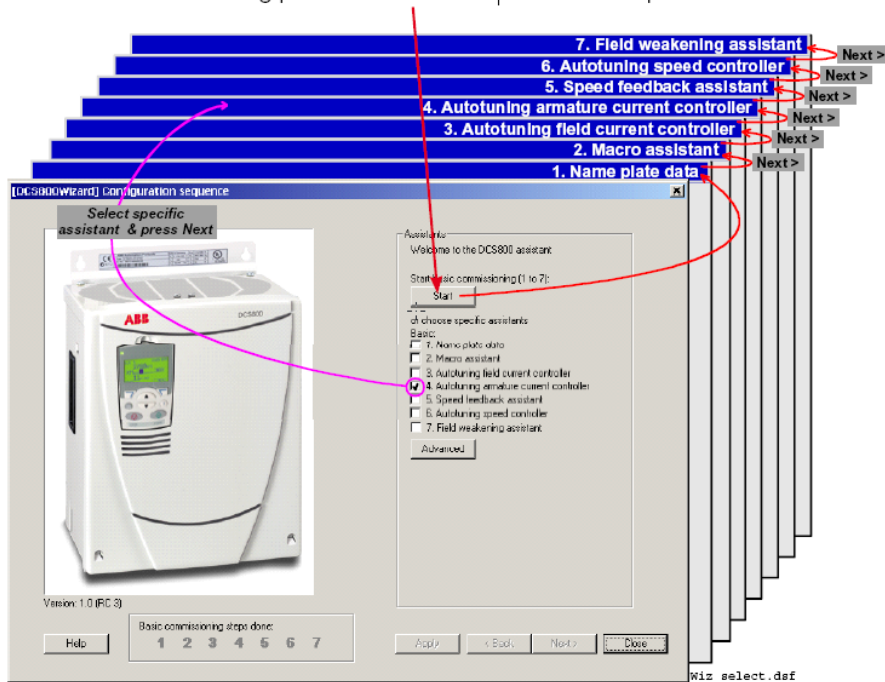 7. Field weakening assistant
Next >
6. Autotuning speed controller
Next >
5. Speed feedback assistant
Next >
4. Autotuning armature current controller
Next >
3. Autotuning field current controller
Next >
2. Macro assistant
Next >
1. Name plate data
[DCS800Wizard] Configuration sequence
Select specific
assistant & press Next
Assistants
Welcome to the DCS800 assistant
Start basic commissioning (1 to 7):
Start
choose specific assistants
Basic:
1. Name plate data
2. Macro assistant
3. Autotuning field current controller
4. Autotuning armature current controller
5. Speed feedback assistant
6. Autotuning speed controller
7. Field weakening assistant
Advanced
ABB
DCS800
Version: 1.0 (RC 3)
Basic commissioning steps done:
1 2 3 4 5 6 7
Help
Apply
< Back
Next >
Close
Wiz select.dsf